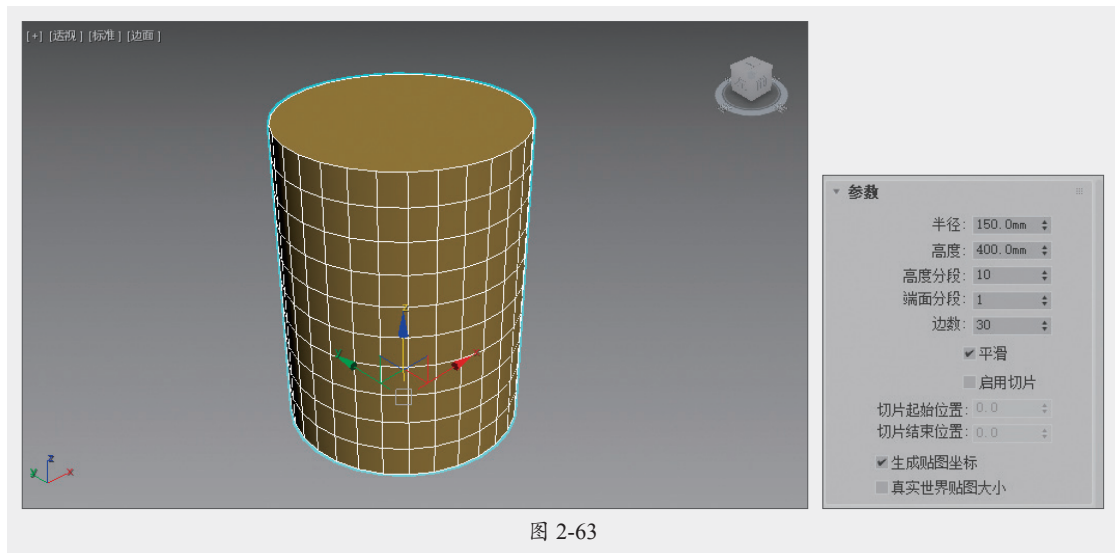 [+] [透视] [标准] [边面]
z
y
x
z
y
x
参数
半径: 150.0mm
高度: 400.0mm
高度分段: 10
端面分段: 1
边数: 30
平滑
启用切片
切片起始位置: 0.0
切片结束位置: 0.0
生成贴图坐标
真实世界贴图大小
图 2-63